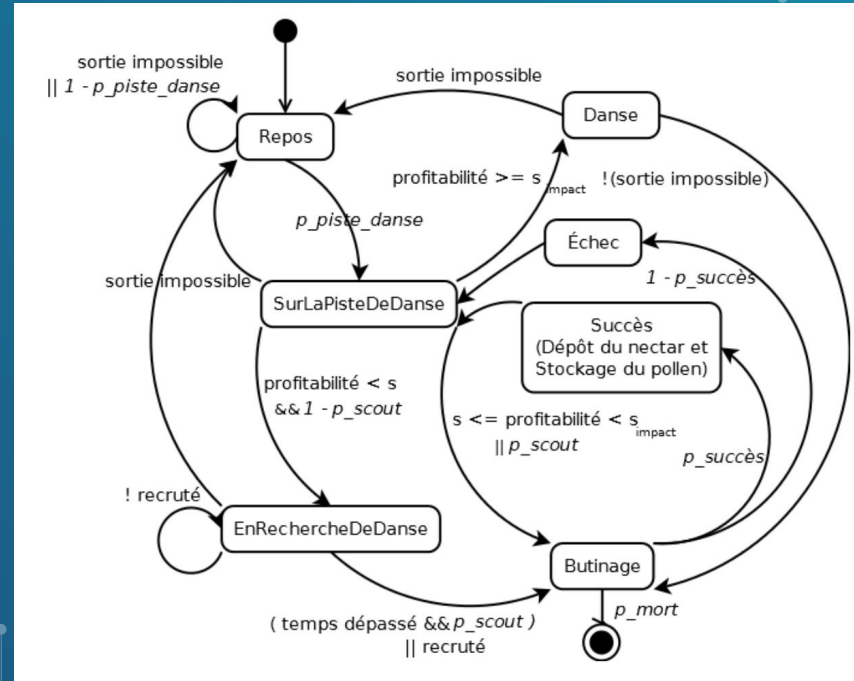 sortie impossible
|| 1 - p_piste_danse
sortie impossible
Danse
Repos
profitabilité >= s impact
!(sortie impossible)
p_piste_danse
Échec
1 - p_succès
sortie impossible
SurLaPisteDeDanse
Succès
(Dépôt du nectar et
Stockage du pollen)
profitabilité < s
&& 1 - p_scout
s <= profitabilité < s impact
|| p_scout
p_succès
! recruté
EnRechercheDeDanse
Butinage
( temps dépassé && p_scout )
|| recruté
p_mort